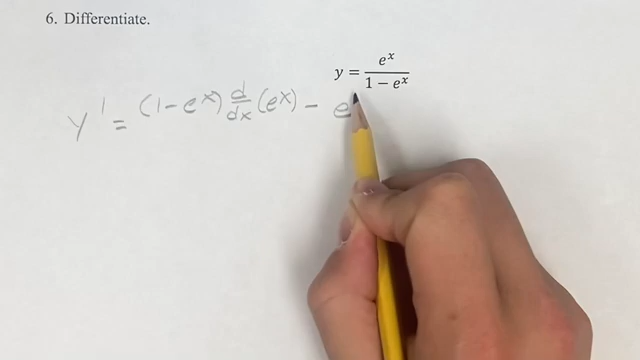 6. Differentiate.
y = e^x / (1 − e^x)
y' = (1 − e^x) d/dx (e^x) − e